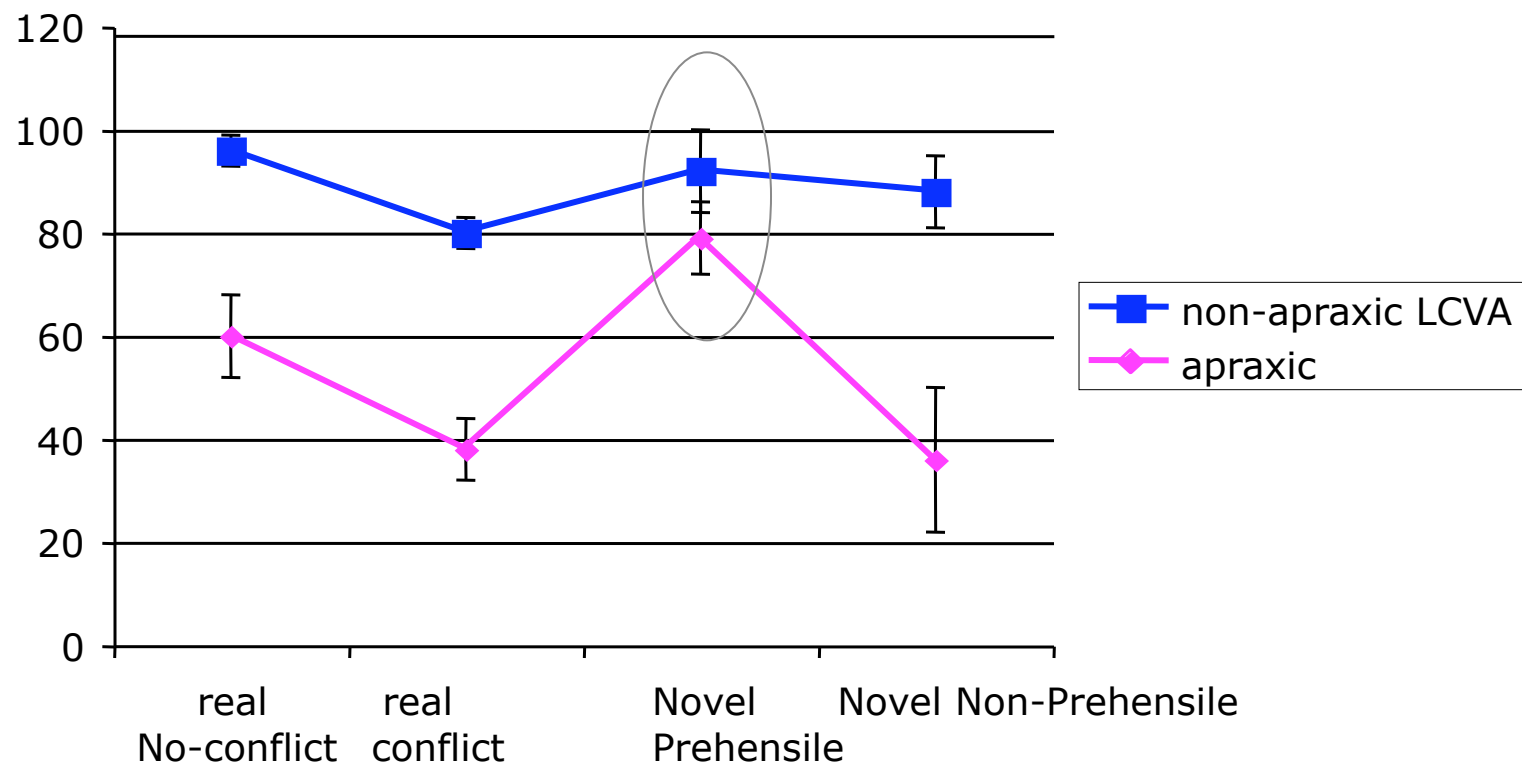 120
100
80
60
40
20
0
real real Novel Novel Non-Prehensile
No-conflict conflict Prehensile
non-apraxic LCVA
apraxic